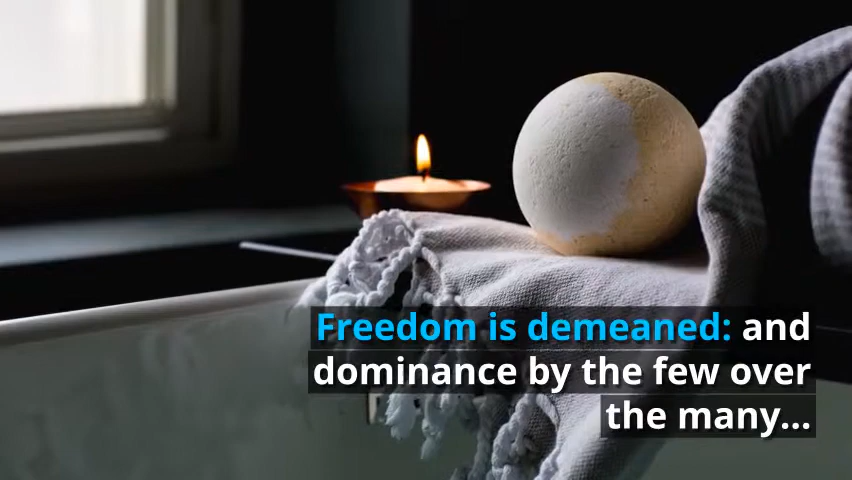 Freedom is demeaned: and
dominance by the few over
the many...